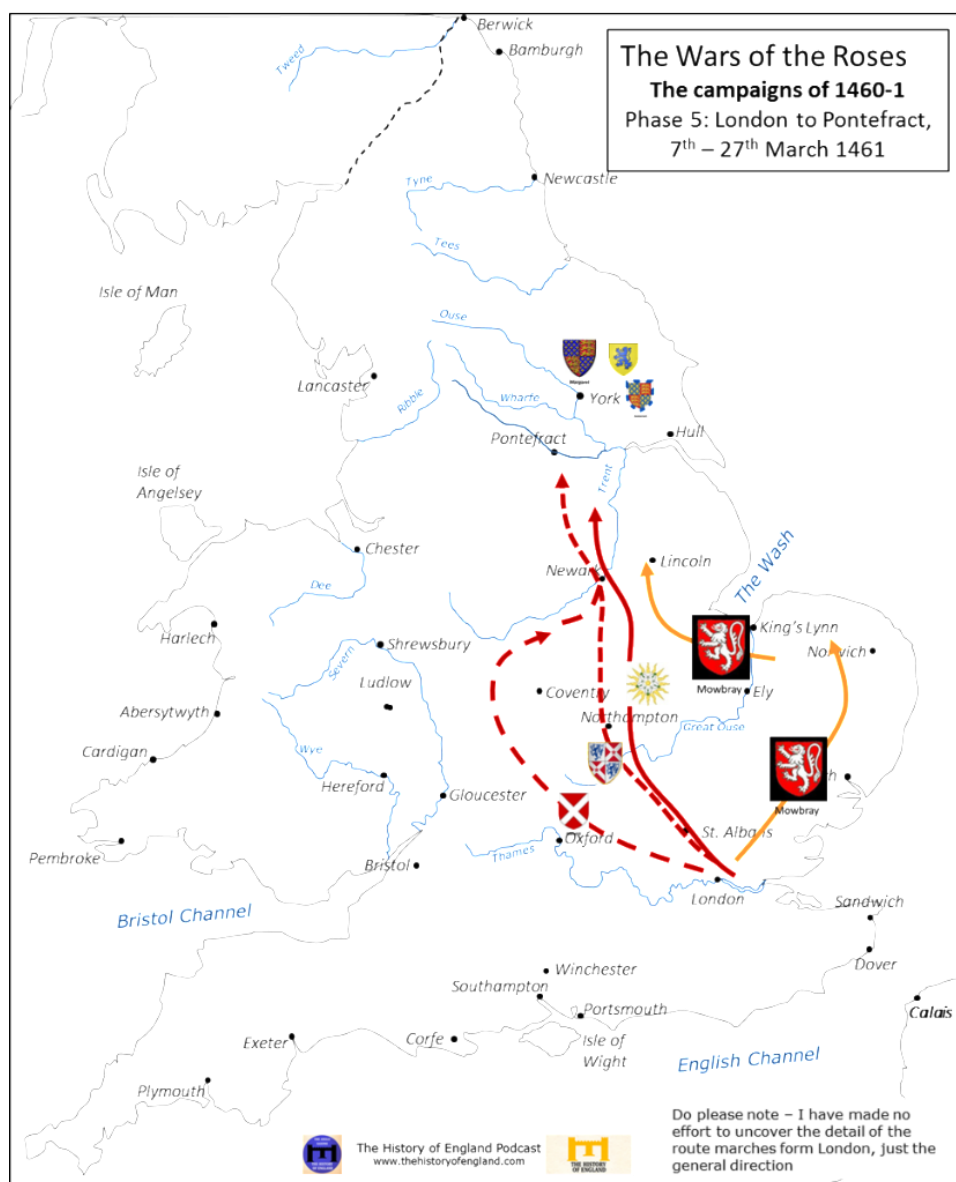 Berwick
Bamburgh
Tweed
The Wars of the Roses
The campaigns of 1460-1
Phase 5: London to Pontefract,
7th – 27th March 1461
Tyne
Newcastle
Tees
Isle of Man
Ouse
Lancaster
Ribble
Wharfe
York
Pontefract
Hull
Trent
Isle of
Angelsey
Chester
Dee
Newark
Lincoln
The Wash
Harlech
Shrewsbury
Severn
Ludlow
King's Lynn
Norwich
Mowbray
Coventry
Ely
Abersytwyth
Northampton
Great Ouse
Cardigan
Wye
Hereford
Gloucester
Mowbray
Pembroke
Oxford
St. Albans
Thames
Bristol
London
Bristol Channel
Sandwich
Dover
Winchester
Southampton
Portsmouth
Calais
Exeter
Corfe
Isle of
Wight
English Channel
Plymouth
The History of England Podcast
www.thehistoryofengland.com
THE HISTORY
OF ENGLAND
Do please note – I have made no
effort to uncover the detail of the
route marches form London, just the
general direction